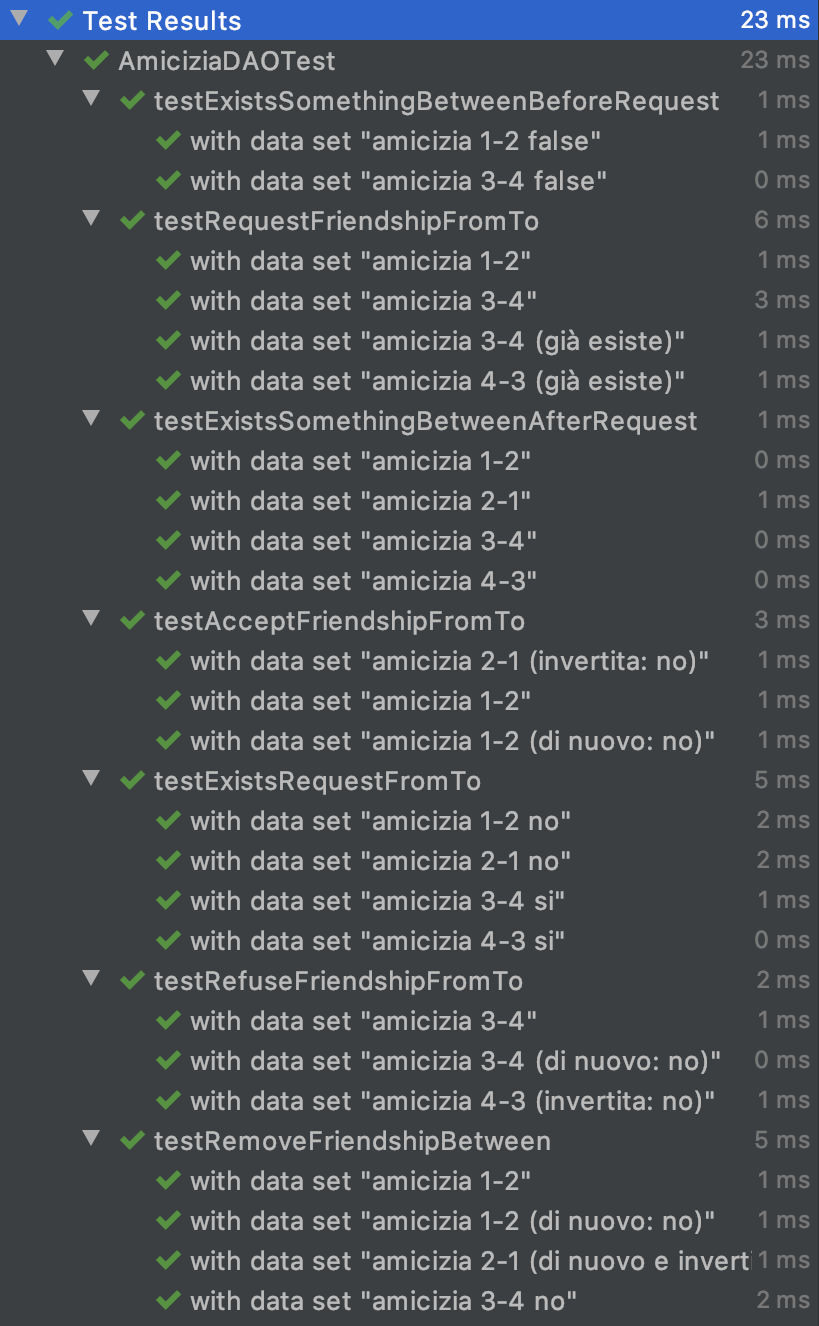 Test Results 23 ms
AmiciziaDAOTest 23 ms
testExistsSomethingBetweenBeforeRequest 1 ms
with data set "amicizia 1-2 false" 1 ms
with data set "amicizia 3-4 false" 0 ms
testRequestFriendshipFromTo 6 ms
with data set "amicizia 1-2" 1 ms
with data set "amicizia 3-4" 3 ms
with data set "amicizia 3-4 (già esiste)" 1 ms
with data set "amicizia 4-3 (già esiste)" 1 ms
testExistsSomethingBetweenAfterRequest 1 ms
with data set "amicizia 1-2" 0 ms
with data set "amicizia 2-1" 1 ms
with data set "amicizia 3-4" 0 ms
with data set "amicizia 4-3" 0 ms
testAcceptFriendshipFromTo 3 ms
with data set "amicizia 2-1 (invertita: no)" 1 ms
with data set "amicizia 1-2" 1 ms
with data set "amicizia 1-2 (di nuovo: no)" 1 ms
testExistsRequestFromTo 5 ms
with data set "amicizia 1-2 no" 2 ms
with data set "amicizia 2-1 no" 2 ms
with data set "amicizia 3-4 si" 1 ms
with data set "amicizia 4-3 si" 0 ms
testRefuseFriendshipFromTo 2 ms
with data set "amicizia 3-4" 1 ms
with data set "amicizia 3-4 (di nuovo: no)" 0 ms
with data set "amicizia 4-3 (invertita: no)" 1 ms
testRemoveFriendshipBetween 5 ms
with data set "amicizia 1-2" 1 ms
with data set "amicizia 1-2 (di nuovo: no)" 1 ms
with data set "amicizia 2-1 (di nuovo e inverti 1 ms
with data set "amicizia 3-4 no" 2 ms